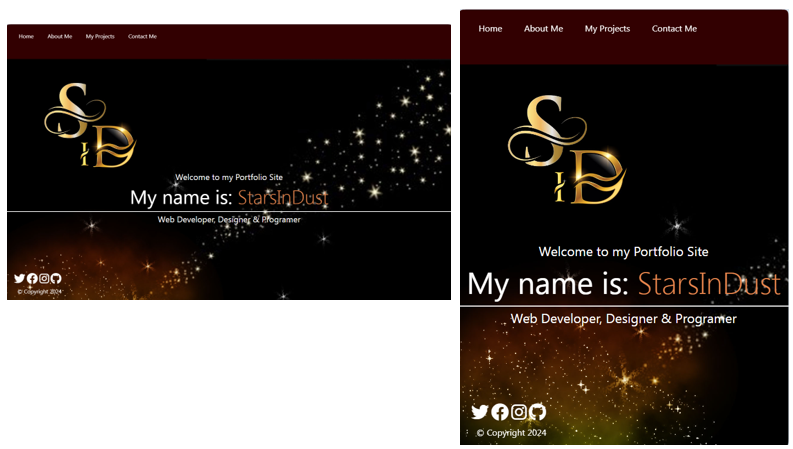 Home About Me My Projects Contact Me
S
iD
Welcome to my Portfolio Site
My name is: StarsInDust
Web Developer, Designer & Programer
© Copyright 2024
Home About Me My Projects Contact Me
S
iD
Welcome to my Portfolio Site
My name is: StarsInDust
Web Developer, Designer & Programer
© Copyright 2024